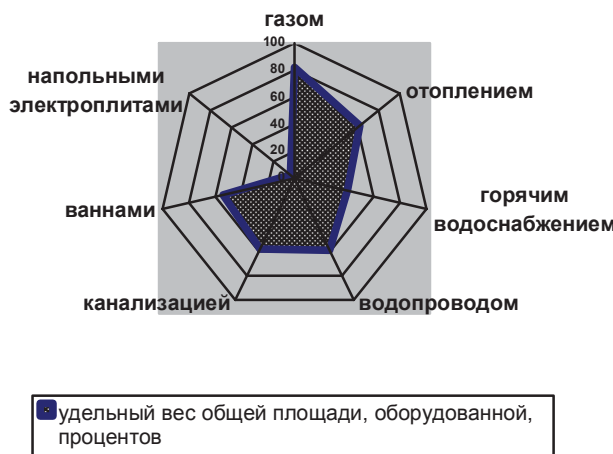 газом
100
80
60
40
20
0
напольными
электроплитами
отоплением
ваннами
горячим
водоснабжением
канализацией
водопроводом
удельный вес общей площади, оборудованной,
процентов